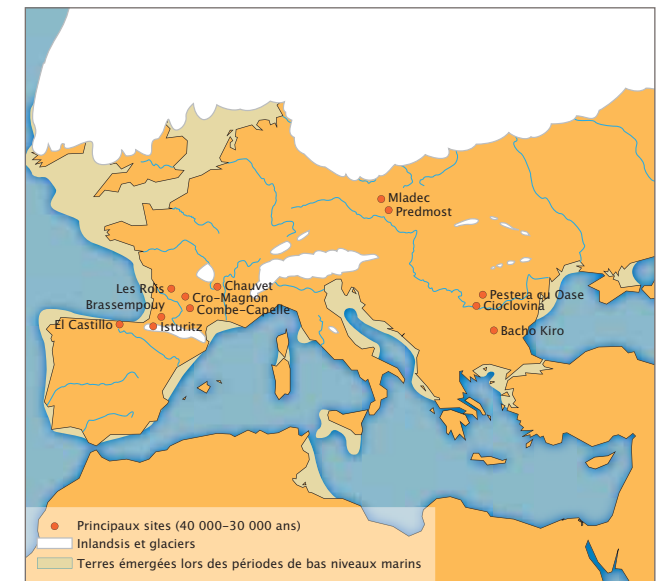 Mladec
Predmost
Les Rois
Chauvet
Cro-Magnon
Brassempouy
Combe-Capelle
El Castillo
Isturitz
Pestera cu Oase
Cioclovina
Bacho Kiro
Principaux sites (40 000-30 000 ans)
Inlandsis et glaciers
Terres émergées lors des périodes de bas niveaux marins